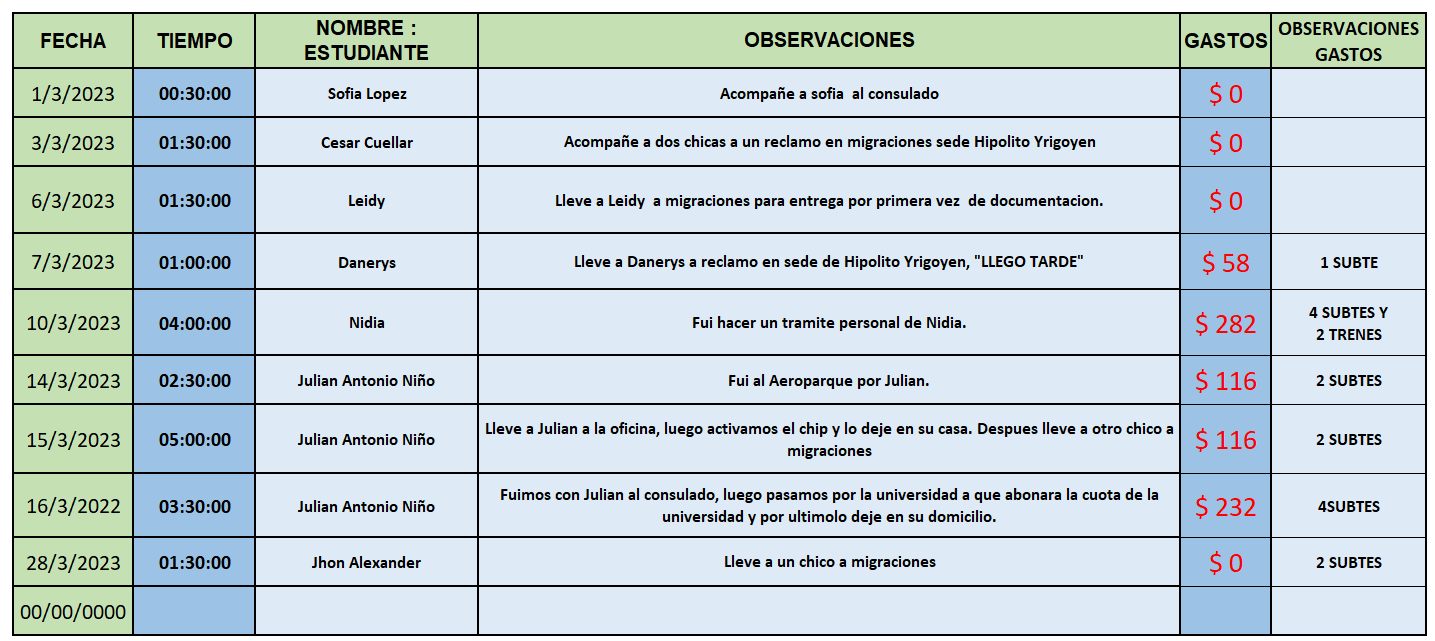 FECHA TIEMPO NOMBRE : ESTUDIANTE OBSERVACIONES GASTOS OBSERVACIONES GASTOS
1/3/2023 00:30:00 Sofia Lopez Acompañe a sofia al consulado $ 0
3/3/2023 01:30:00 Cesar Cuellar Acompañe a dos chicas a un reclamo en migraciones sede Hipolito Yrigoyen $ 0
6/3/2023 01:30:00 Leidy Lleve a Leidy a migraciones para entrega por primera vez de documentacion. $ 0
7/3/2023 01:00:00 Danerys Lleve a Danerys a reclamo en sede de Hipolito Yrigoyen, "LLEGO TARDE" $ 58 1 SUBTE
10/3/2023 04:00:00 Nidia Fui hacer un tramite personal de Nidia. $ 282 4 SUBTES Y 2 TRENES
14/3/2023 02:30:00 Julian Antonio Niño Fui al Aeroparque por Julian. $ 116 2 SUBTES
15/3/2023 05:00:00 Julian Antonio Niño Lleve a Julian a la oficina, luego activamos el chip y lo deje en su casa. Despues lleve a otro chico a migraciones $ 116 2 SUBTES
16/3/2022 03:30:00 Julian Antonio Niño Fuimos con Julian al consulado, luego pasamos por la universidad a que abonara la cuota de la universidad y por ultimolo deje en su domicilio. $ 232 4SUBTES
28/3/2023 01:30:00 Jhon Alexander Lleve a un chico a migraciones $ 0 2 SUBTES
00/00/0000